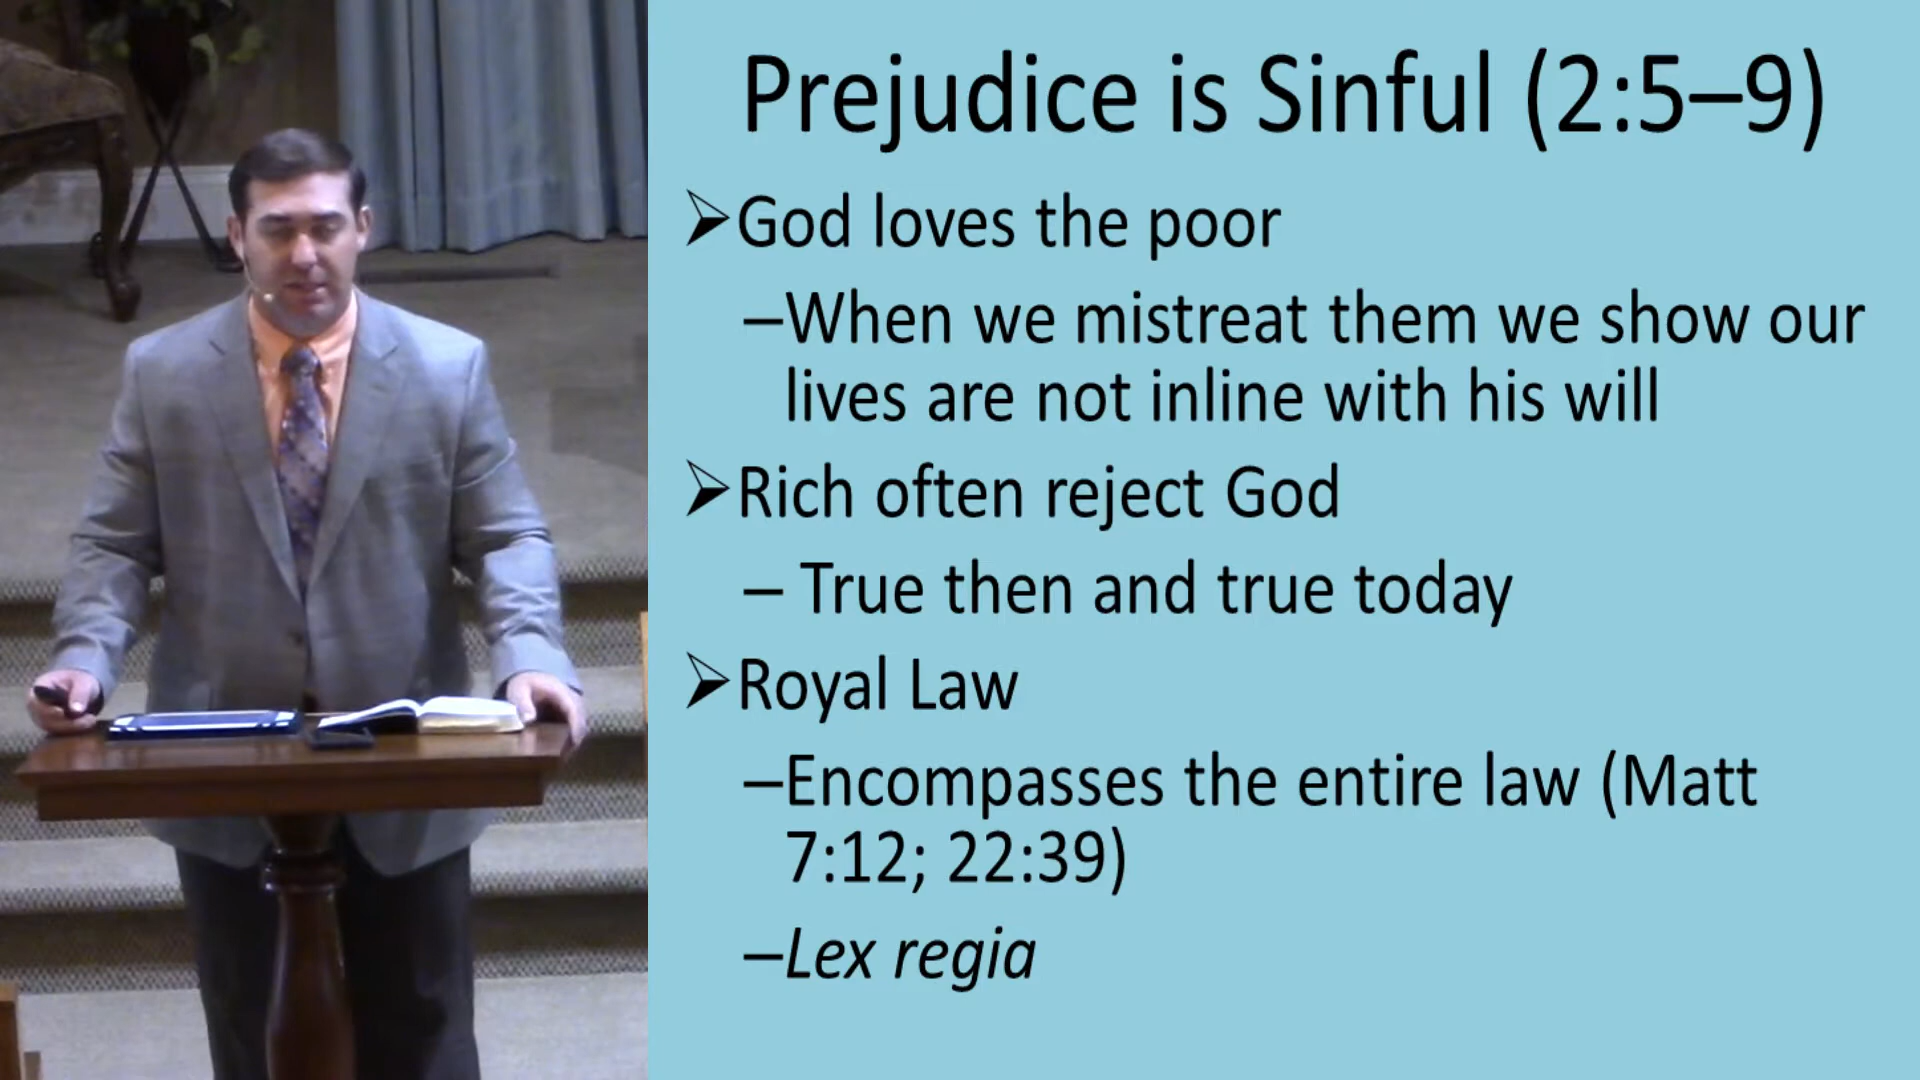 Prejudice is Sinful (2:5–9)
➢God loves the poor
–When we mistreat them we show our
lives are not inline with his will
➢Rich often reject God
– True then and true today
➢Royal Law
–Encompasses the entire law (Matt
7:12; 22:39)
–Lex regia